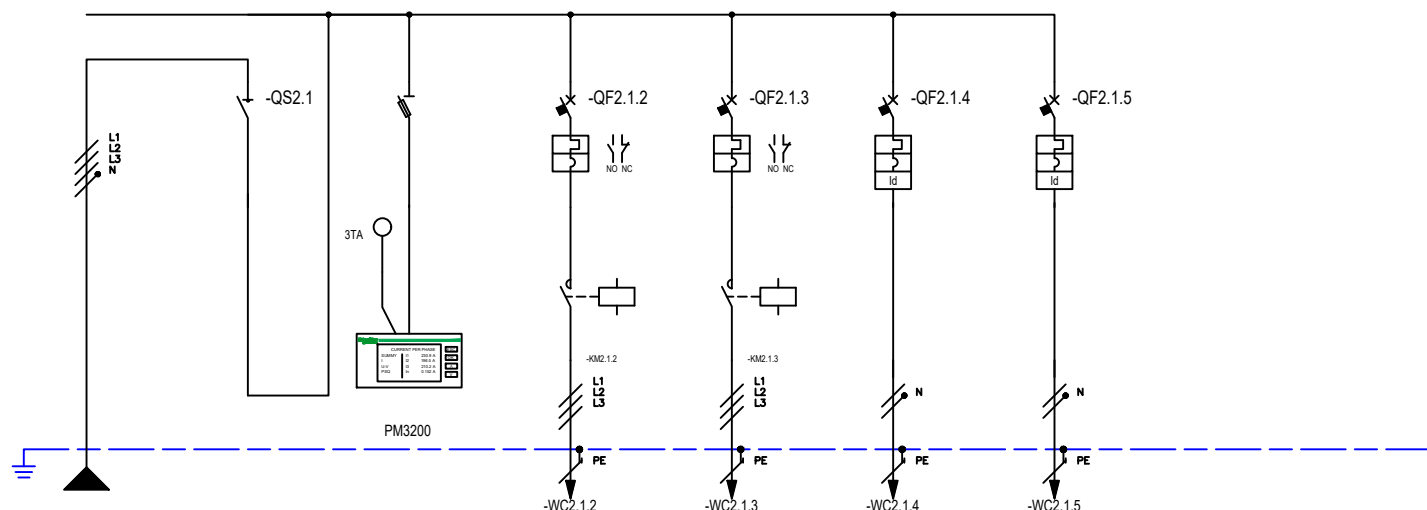 -QS2.1
-QF2.1.2
-QF2.1.3
-QF2.1.4
-QF2.1.5
L1
L2
L3
N
NO NC
NO NC
Id
Id
3TA
CURRENT PER PHASE
-KM2.1.2
-KM2.1.3
L1
L2
L3
L1
L2
L3
N
N
PM3200
PE
PE
PE
PE
-WC2.1.2
-WC2.1.3
-WC2.1.4
-WC2.1.5